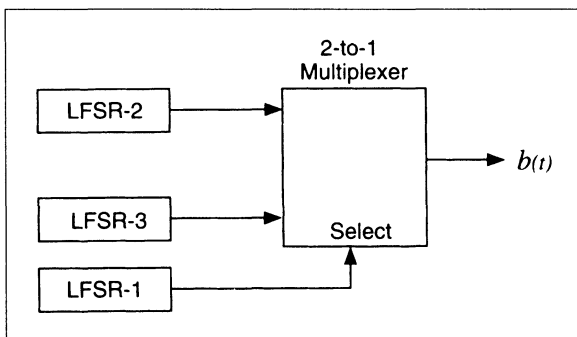 2-to-1
Multiplexer
LFSR-2
b(t)
LFSR-3
Select
LFSR-1